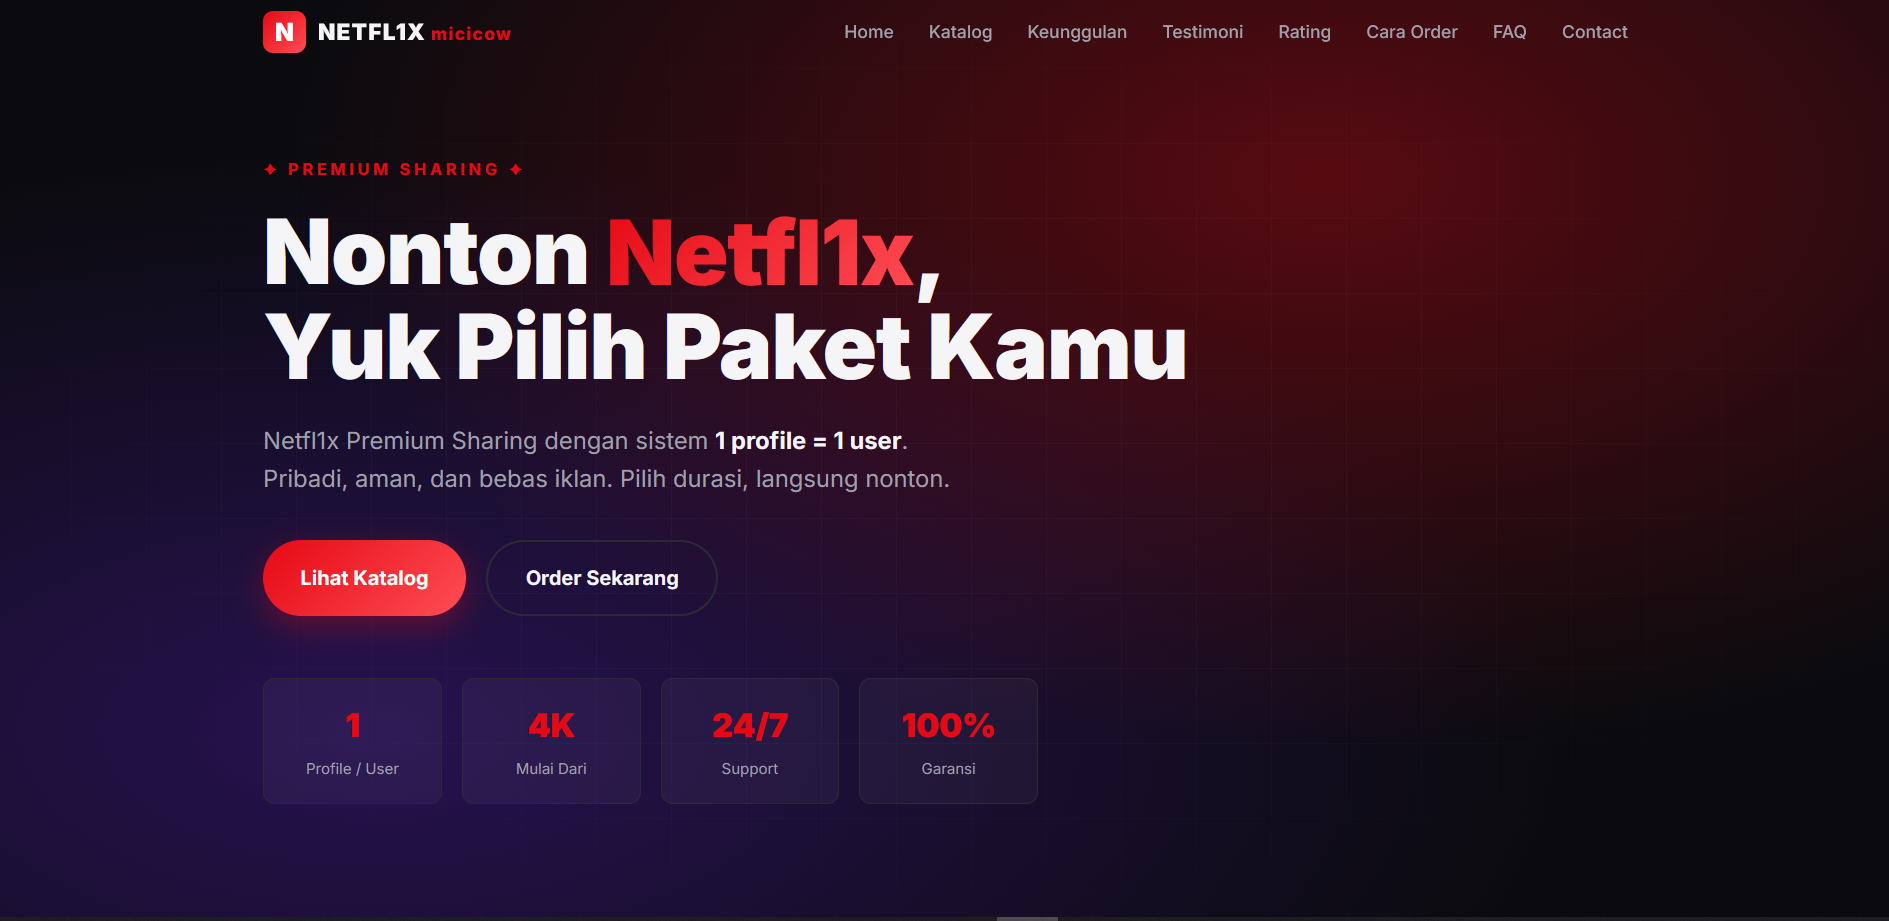 N NETFL1X micicow
Home Katalog Keunggulan Testimoni Rating Cara Order FAQ Contact
✦ PREMIUM SHARING ✦
Nonton Netfl1x,
Yuk Pilih Paket Kamu
Netfl1x Premium Sharing dengan sistem 1 profile = 1 user.
Pribadi, aman, dan bebas iklan. Pilih durasi, langsung nonton.
Lihat Katalog Order Sekarang
1 4K 24/7 100%
Profile / User Mulai Dari Support Garansi